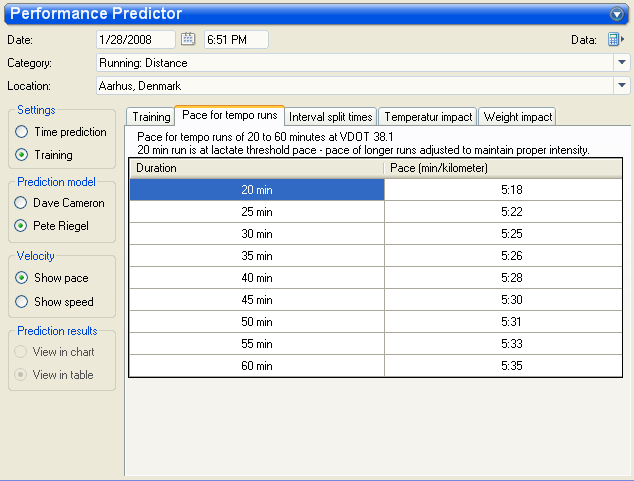 Performance Predictor
Date: 1/28/2008 6:51 PM Data:
Category: Running: Distance
Location: Aarhus, Denmark
Settings
Time prediction
Training
Prediction model
Dave Cameron
Pete Riegel
Velocity
Show pace
Show speed
Prediction results
View in chart
View in table
Training Pace for tempo runs Interval split times Temperatur impact Weight impact
Pace for tempo runs of 20 to 60 minutes at VDOT 38.1
20 min run is at lactate threshold pace - pace of longer runs adjusted to maintain proper intensity.
Duration Pace (min/kilometer)
20 min 5:18
25 min 5:22
30 min 5:25
35 min 5:26
40 min 5:28
45 min 5:30
50 min 5:31
55 min 5:33
60 min 5:35